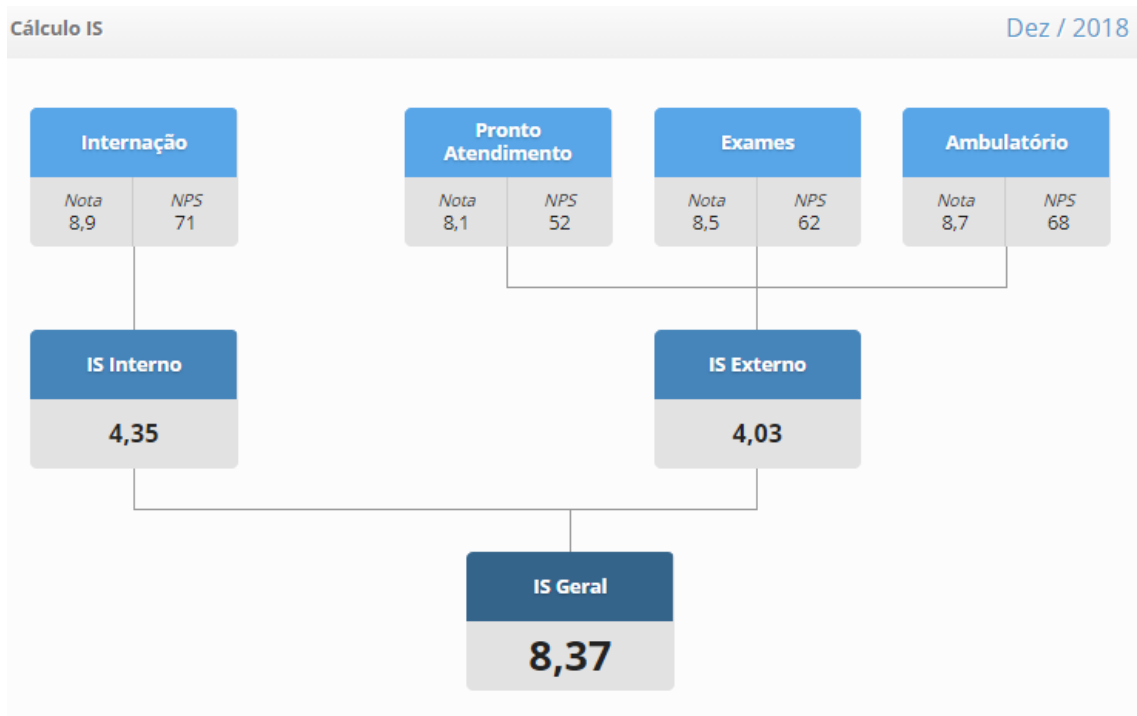 Cálculo IS
Dez / 2018
Internação
Nota NPS
8,9 71
Pronto
Atendimento
Nota NPS
8,1 52
Exames
Nota NPS
8,5 62
Ambulatório
Nota NPS
8,7 68
IS Interno
4,35
IS Externo
4,03
IS Geral
8,37